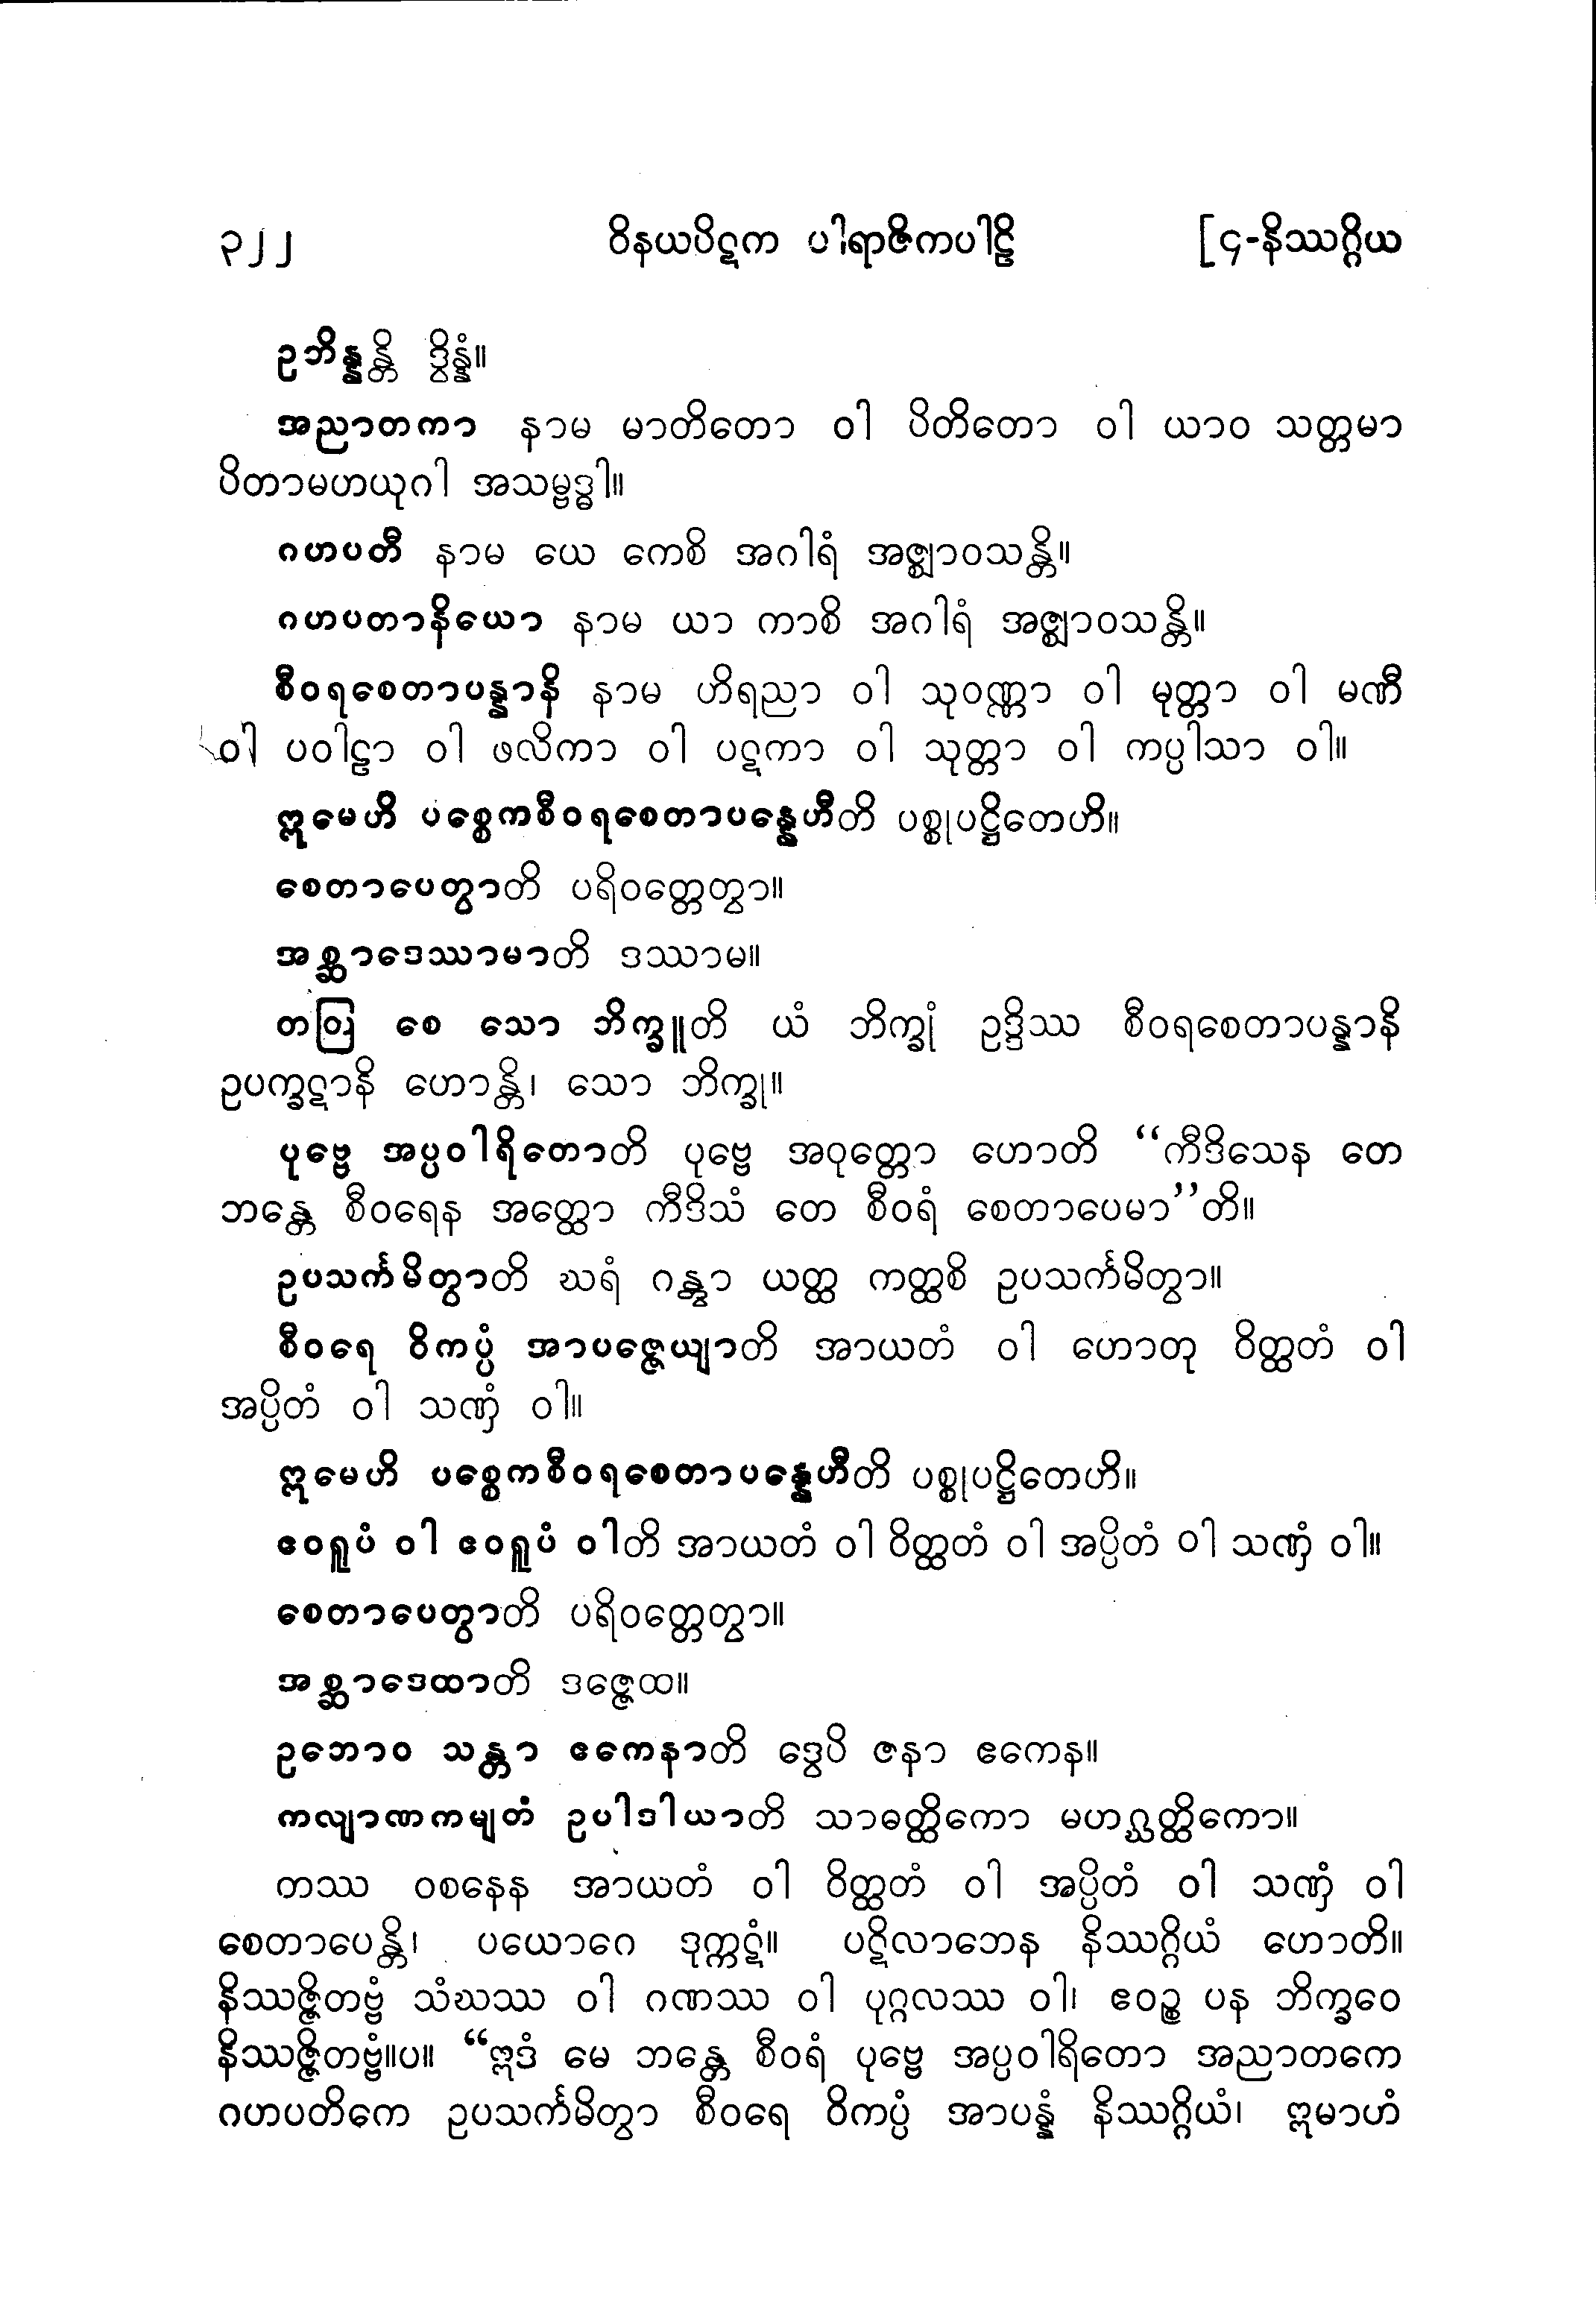 ၃၂၂ ဝိနယပိဋက ပါရာဇိကပါဠိ [၄-နိဿဂ္ဂိယ
ဥဘိန္နန္တိ ဒွိန္နံ။
အညာတကာ နာမ မာတိတော ဝါ ပိတိတော ဝါ ယာဝ သတ္တမာ
ပိတာမဟယုဂါ အသမ္ဗဒ္ဓါ။
ဂဟပတီ နာမ ယေ ကေစိ အဂါရံ အဇ္ဈာဝသန္တိ။
ဂဟပတာနိယော နာမ ယာ ကာစိ အဂါရံ အဇ္ဈာဝသန္တိ။
စီဝရစေတာပန္နာနိ နာမ ဟိရညာ ဝါ သုဝဏ္ဏာ ဝါ မုတ္တာ ဝါ မဏီ
ဝါ ပဝါဠာ ဝါ ဖလိကာ ဝါ ပဋကာ ဝါ သုတ္တာ ဝါ ကပ္ပါသာ ဝါ။
ဣမေဟိ ပစ္စေကစီဝရစေတာပန္နေဟီတိ ပစ္စုပဋ္ဌိတေဟိ။
စေတာပေတွာတိ ပရိဝတ္တေတွာ။
အစ္ဆာဒေဿာမာတိ ဒဿာမ။
တတြ စေ သော ဘိက္ခူတိ ယံ ဘိက္ခုံ ဥဒ္ဒိဿ စီဝရစေတာပန္နာနိ
ဥပက္ခဋာနိ ဟောန္တိ၊ သော ဘိက္ခု။
ပုဗ္ဗေ အပ္ပဝါရိတောတိ ပုဗ္ဗေ အဝုတ္တော ဟောတိ “ကီဒိသေန တေ
ဘန္တေ စီဝရေန အတ္ထော ကီဒိသံ တေ စီဝရံ စေတာပေမာ”တိ။
ဥပသင်္ကမိတွာတိ ဃရံ ဂန္တွာ ယတ္ထ ကတ္ထစိ ဥပသင်္ကမိတွာ။
စီဝရေ ဝိကပ္ပံ အာပဇ္ဇေယျာတိ အာယတံ ဝါ ဟောတု ဝိတ္ထတံ ဝါ
အပ္ပိတံ ဝါ သဏှံ ဝါ။
ဣမေဟိ ပစ္စေကစီဝရစေတာပန္နေဟီတိ ပစ္စုပဋ္ဌိတေဟိ။
ဧဝရူပံ ဝါ ဧဝရူပံ ဝါတိ အာယတံ ဝါ ဝိတ္ထတံ ဝါ အပ္ပိတံ ဝါ သဏှံ ဝါ။
စေတာပေတွာတိ ပရိဝတ္တေတွာ။
အစ္ဆာဒေထာတိ ဒဇ္ဇေထ။
ဥဘောဝ သန္တာ ဧကေနာတိ ဒွေပိ ဇနာ ဧကေန။
ကလျာဏကမျတံ ဥပါဒါယာတိ သာဓတ္ထိကော မဟဂ္ဃတ္ထိကော။
တဿ ဝစနေန အာယတံ ဝါ ဝိတ္ထတံ ဝါ အပ္ပိတံ ဝါ သဏှံ ဝါ
စေတာပေန္တိ၊ ပယောဂေ ဒုက္ကဋံ။ ပဋိလာဘေန နိဿဂ္ဂိယံ ဟောတိ။
နိဿဇ္ဇိတဗ္ဗံ သံဃဿ ဝါ ဂဏဿ ဝါ ပုဂ္ဂလဿ ဝါ၊ ဧဝဉ္စ ပန ဘိက္ခဝေ
နိဿဇ္ဇိတဗ္ဗံ။ပ။ “ဣဒံ မေ ဘန္တေ စီဝရံ ပုဗ္ဗေ အပ္ပဝါရိတော အညာတကေ
ဂဟပတိကေ ဥပသင်္ကမိတွာ စီဝရေ ဝိကပ္ပံ အာပန္နံ နိဿဂ္ဂိယံ၊ ဣမာဟံ